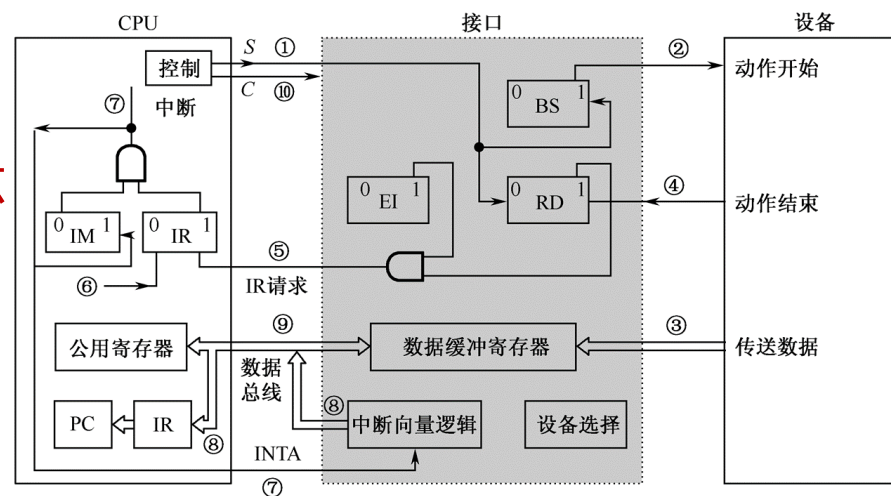 CPU
接口
设备
控制
S
①
C
⑩
中断
⑦
②
动作开始
0
1
BS
0
1
EI
0
1
RD
④
动作结束
0
1
IM
0
1
IR
⑤
IR请求
⑥
公用寄存器
⑨
数据缓冲寄存器
③
传送数据
数据
总线
PC
IR
⑧
⑧
中断向量逻辑
设备选择
INTA
⑦